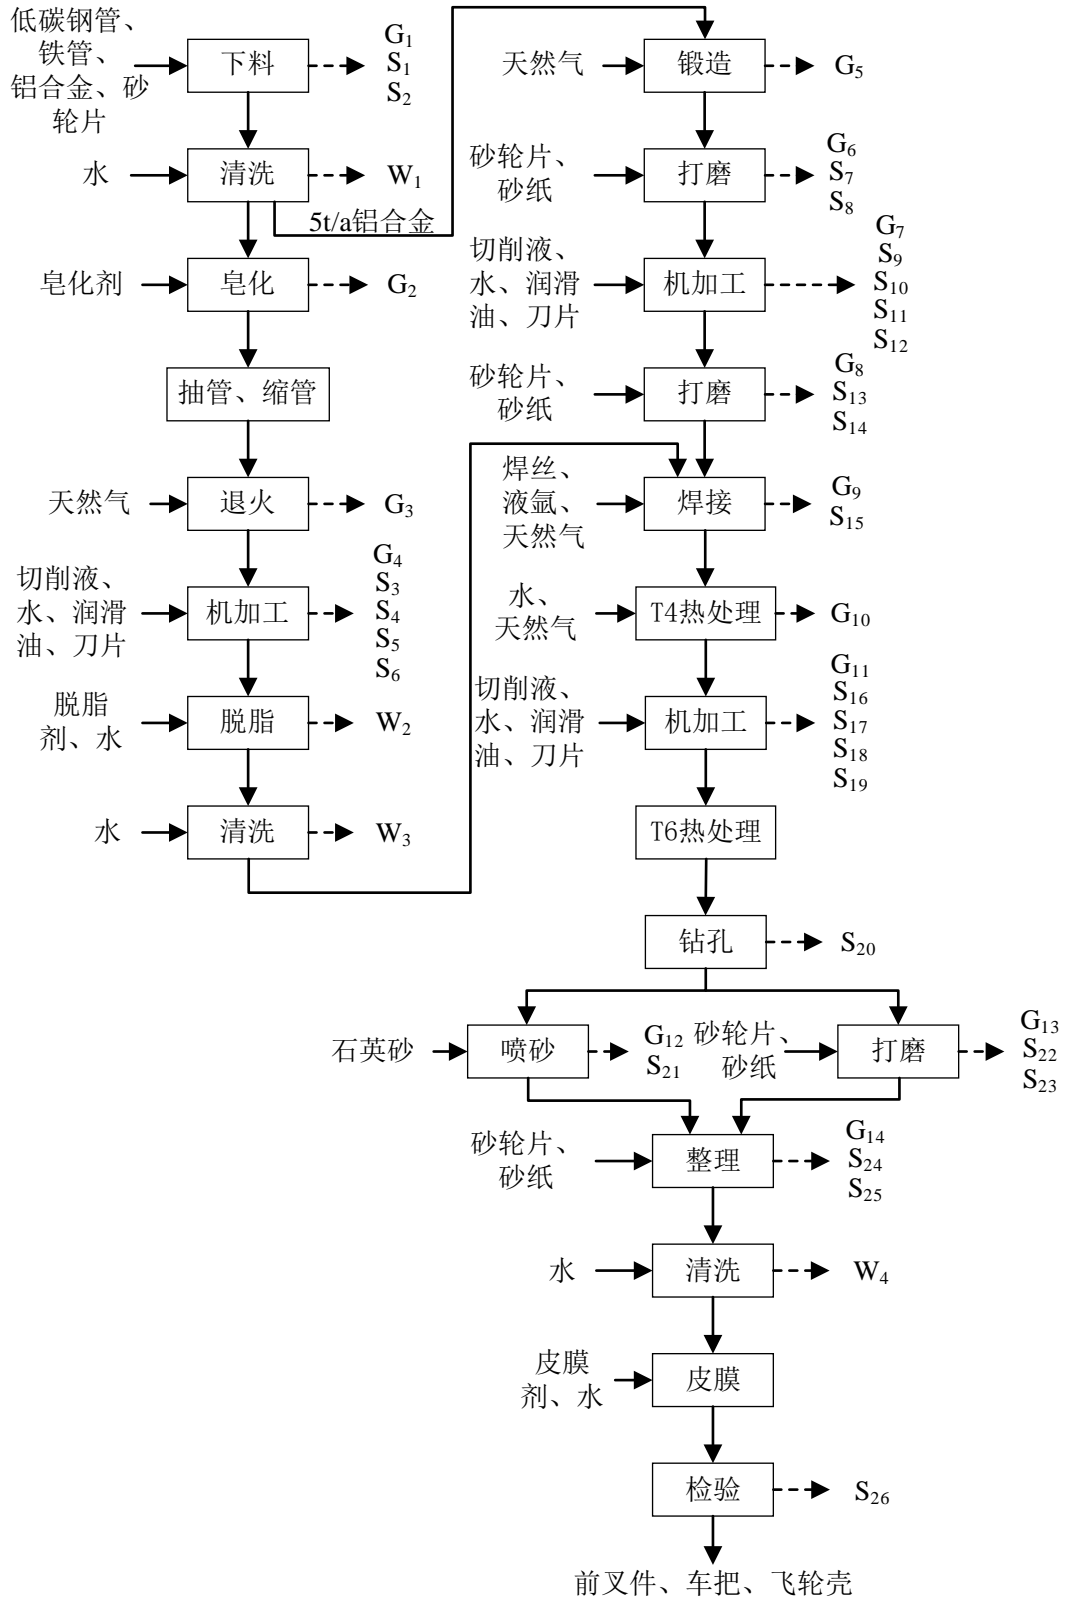 低碳钢管、
铁管、
铝合金、砂
轮片
下料
G1
S1
S2
水
清洗
W1
5t/a铝合金
皂化剂
皂化
G2
抽管、缩管
天然气
退火
G3
切削液、
水、润滑
油、刀片
机加工
G4
S3
S4
S5
S6
脱脂
剂、水
脱脂
W2
水
清洗
W3
天然气
锻造
G5
砂轮片、
砂纸
打磨
G6
S7
S8
切削液、
水、润滑
油、刀片
机加工
G7
S9
S10
S11
S12
砂轮片、
砂纸
打磨
G8
S13
S14
焊丝、
液氩、
天然气
焊接
G9
S15
水、
天然气
T4热处理
G10
切削液、
水、润滑
油、刀片
机加工
G11
S16
S17
S18
S19
T6热处理
钻孔
S20
石英砂
喷砂
G12
S21
砂轮片、
砂纸
打磨
G13
S22
S23
砂轮片、
砂纸
整理
G14
S24
S25
水
清洗
W4
皮膜
剂、水
皮膜
检验
S26
前叉件、车把、飞轮壳